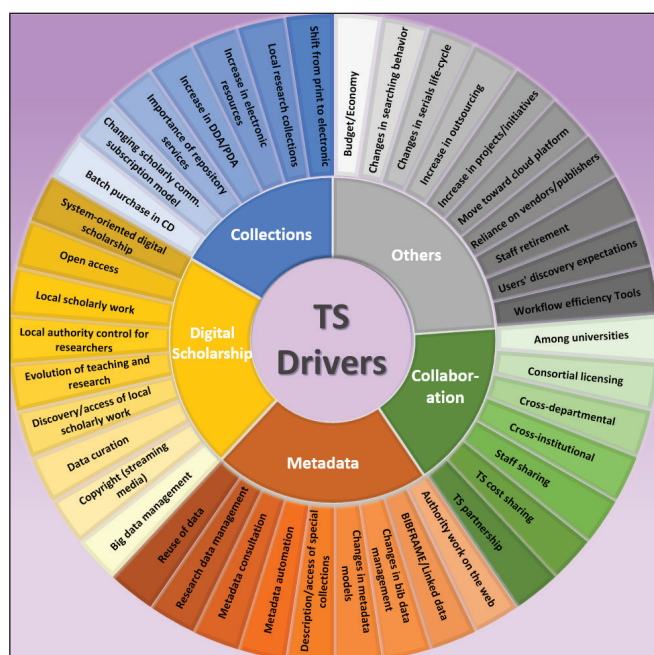 TS
Drivers
Others
Budget/Economy
Changes in searching behavior
Changes in serials life-cycle
Increase in outsourcing
Increase in projects/initiatives
Move toward cloud platform
Reliance on vendors/publishers
Staff retirement
Users' discovery expectations
Workflow efficiency Tools
Collabor-
ation
Among universities
Consortial licensing
Cross-departmental
Cross-institutional
Staff sharing
TS cost sharing
TS partnership
Metadata
Authority work on the web
BIBFRAME/Linked data
Changes in bib data
management
Changes in metadata
models
Description/access of special
collections
Metadata automation
Metadata consultation
Research data management
Reuse of data
Digital
Scholarship
Big data management
Copyright (streaming
media)
Data curation
Discovery/access of local
scholarly work
Evolution of teaching and
research
Local authority control for
researchers
Local scholarly work
Open access
System-oriented digital
scholarship
Collections
Batch purchase in CD
Changing scholarly comm.
subscription model
Importance of repository
services
Increase in DDA/PDA
Increase in electronic
resources
Local research collections
Shift from print to electronic